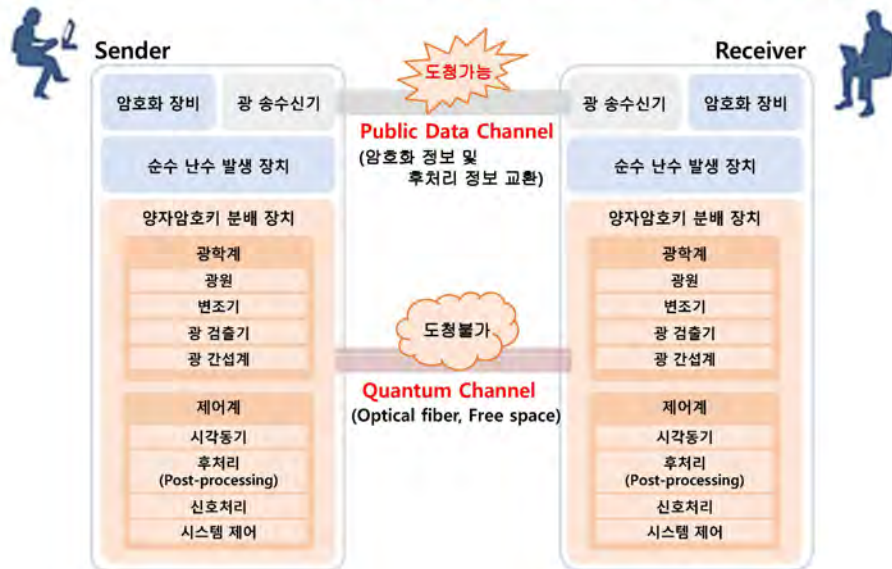 Sender
Receiver
암호화 장비
광 송수신기
도청가능
광 송수신기
암호화 장비
Public Data Channel
(암호화 정보 및
후처리 정보 교환)
순수 난수 발생 장치
순수 난수 발생 장치
양자암호키 분배 장치
광학계
광원
변조기
광 검출기
광 간섭계
제어계
시각동기
후처리
(Post-processing)
신호처리
시스템 제어
도청불가
Quantum Channel
(Optical fiber, Free space)
양자암호키 분배 장치
광학계
광원
변조기
광 검출기
광 간섭계
제어계
시각동기
후처리
(Post-processing)
신호처리
시스템 제어